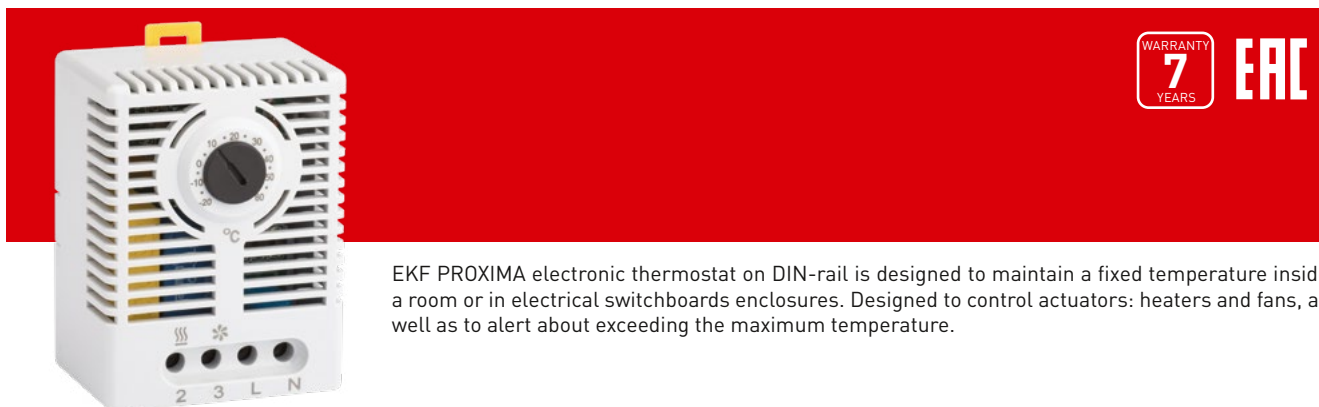 WARRANTY
7
YEARS
EAC
20
10
30
0
40
-10
50
-20
60
°C
EKF PROXIMA electronic thermostat on DIN-rail is designed to maintain a fixed temperature insid
a room or in electrical switchboards enclosures. Designed to control actuators: heaters and fans, a
well as to alert about exceeding the maximum temperature.
2 3 L N